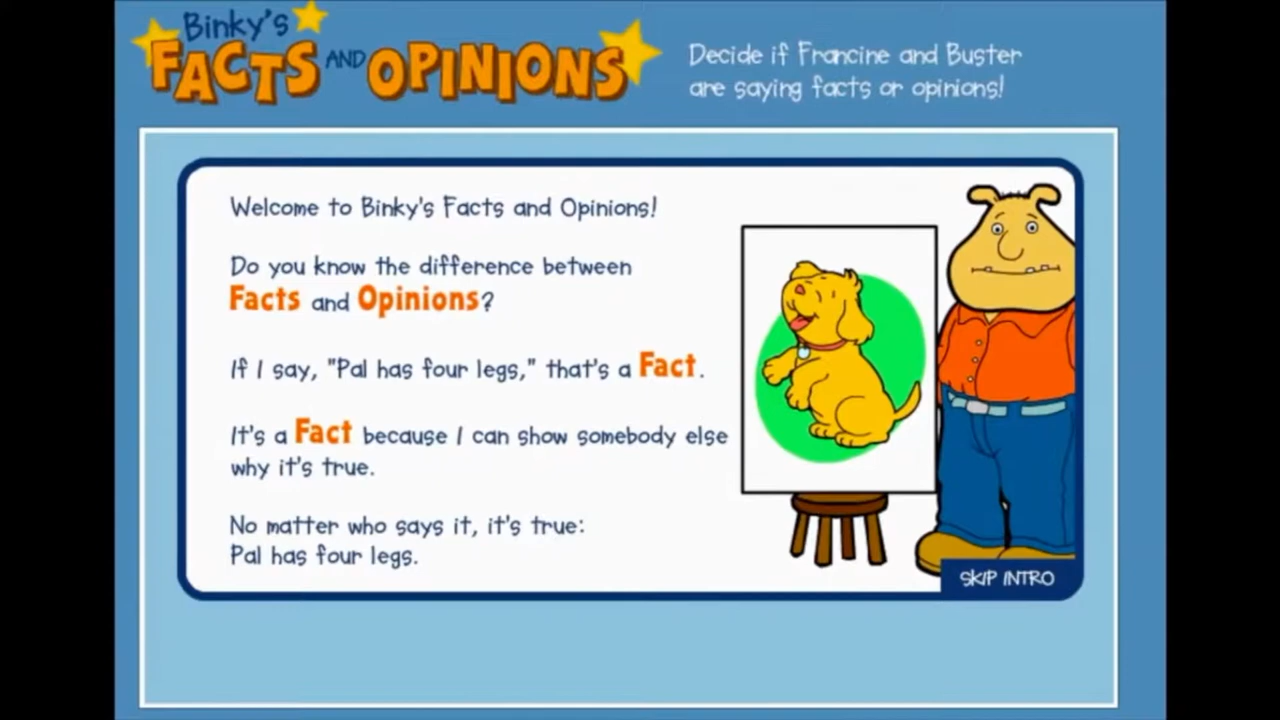 Binky's
FACTS AND OPINIONS
Decide if Francine and Buster
are saying facts or opinions!
Welcome to Binky's Facts and Opinions!
Do you know the difference between
Facts and Opinions?
If I say, "Pal has four legs," that's a Fact.
It's a Fact because I can show somebody else
why it's true.
No matter who says it, it's true:
Pal has four legs.
SKIP INTRO